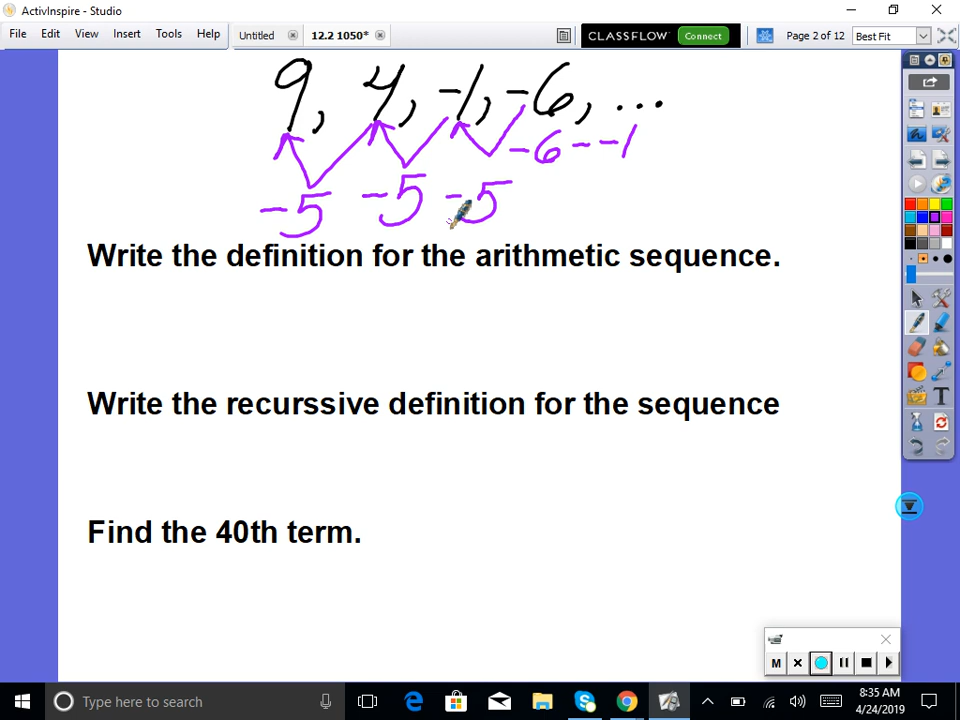 ActivInspire - Studio
File Edit View Insert Tools Help Untitled 12.2 1050* CLASSFLOW Connect Page 2 of 12 Best Fit
9, 4, -1, -6, ...
-6 - -1
-5 -5 -5
Write the definition for the arithmetic sequence.
Write the recurssive definition for the sequence
Find the 40th term.
M
Type here to search
8:35 AM
4/24/2019